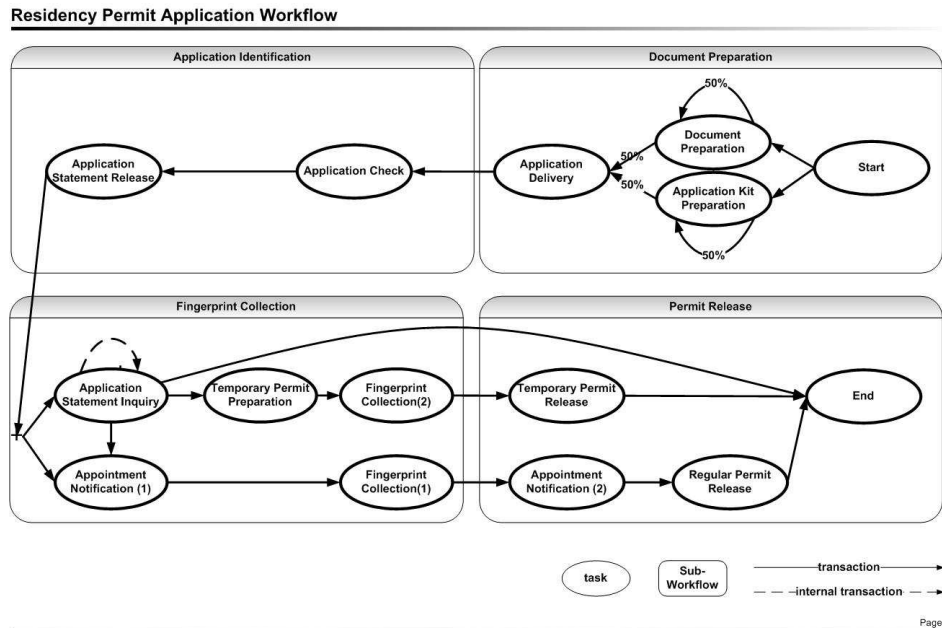 Residency Permit Application Workflow
Application Identification
Document Preparation
50%
Application
Statement Release
Application Check
Application
Delivery
50%
50%
Document
Preparation
Application Kit
Preparation
50%
Start
Fingerprint Collection
Permit Release
Application
Statement Inquiry
Temporary Permit
Preparation
Fingerprint
Collection(2)
Temporary Permit
Release
End
Appointment
Notification (1)
Fingerprint
Collection(1)
Appointment
Notification (2)
Regular Permit
Release
task
Sub-
Workflow
transaction
internal transaction
Page